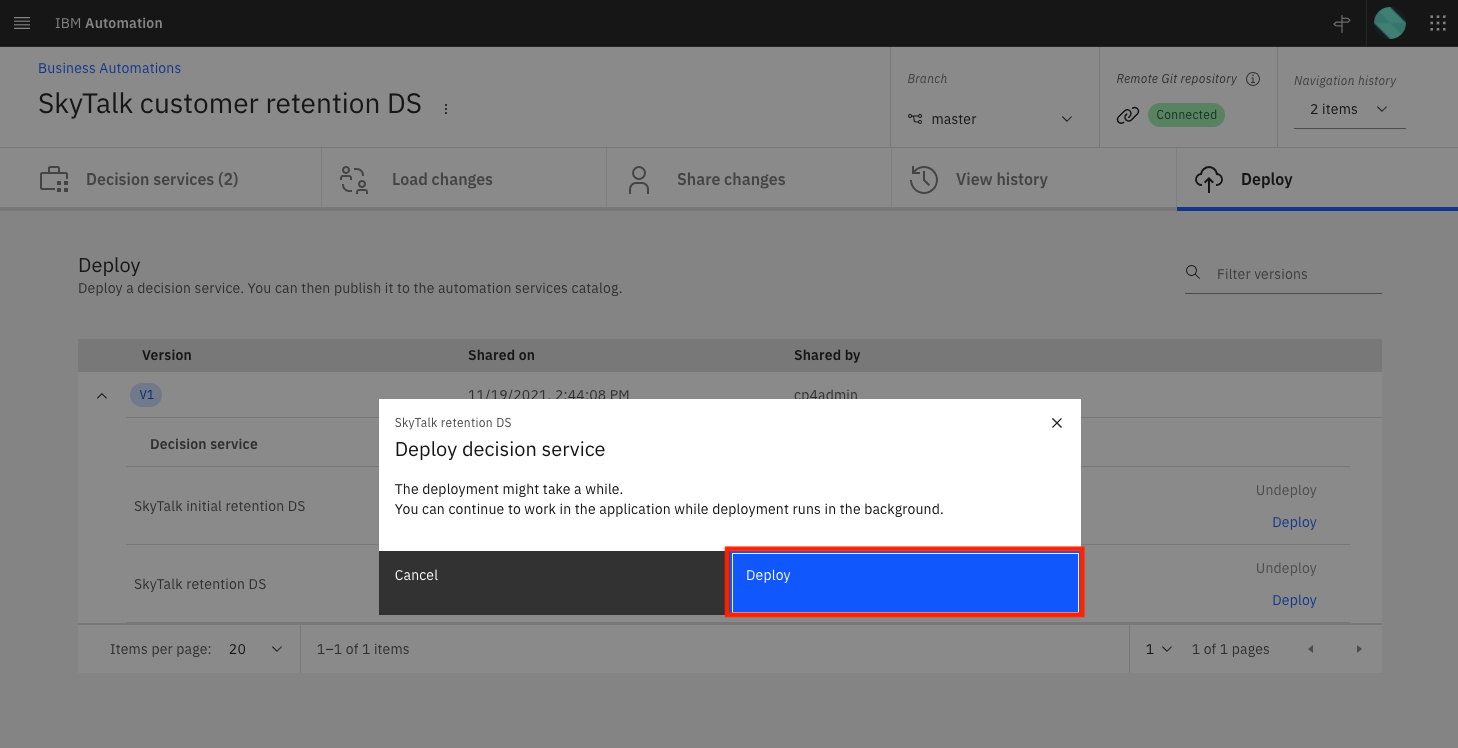 IBM Automation
Business Automations
SkyTalk customer retention DS
Branch
master
Remote Git repository
Connected
Navigation history
2 items
Decision services (2)
Load changes
Share changes
View history
Deploy
Deploy
Deploy a decision service. You can then publish it to the automation services catalog.
Filter versions
Version Shared on Shared by
V1 11/19/2021, 2:44:08 PM cp4admin
Decision service
SkyTalk initial retention DS
Undeploy
Deploy
SkyTalk retention DS
Undeploy
Deploy
SkyTalk retention DS
Deploy decision service
The deployment might take a while.
You can continue to work in the application while deployment runs in the background.
Cancel
Deploy
Items per page: 20
1–1 of 1 items
1
1 of 1 pages